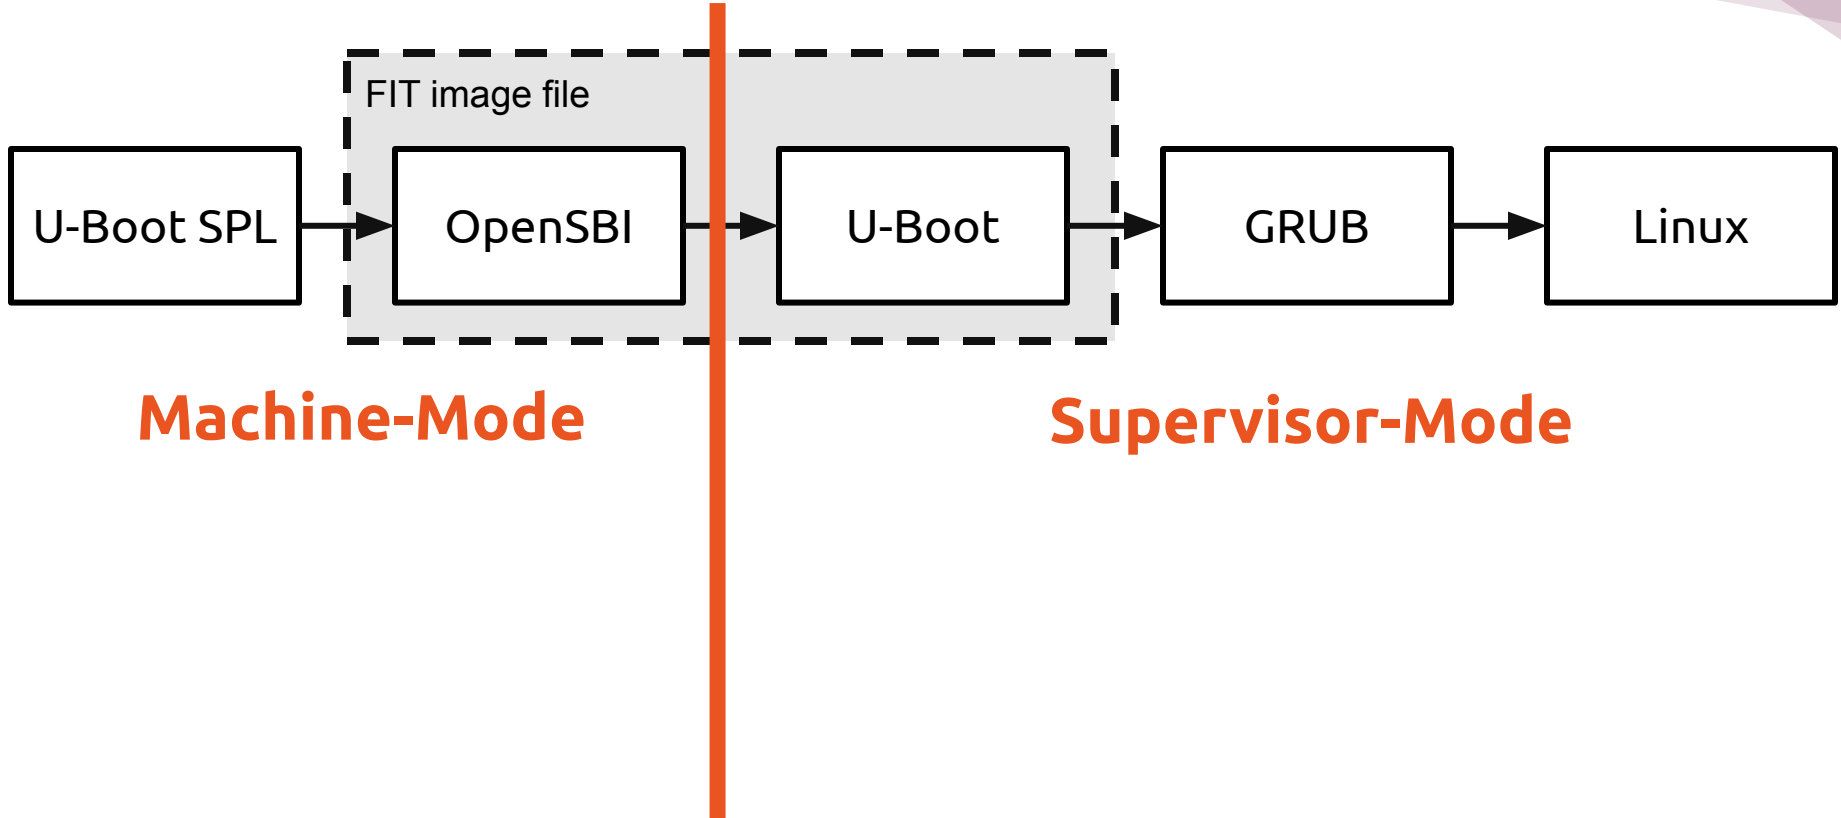 FIT image file
U-Boot SPL
OpenSBI
U-Boot
GRUB
Linux
Machine-Mode
Supervisor-Mode